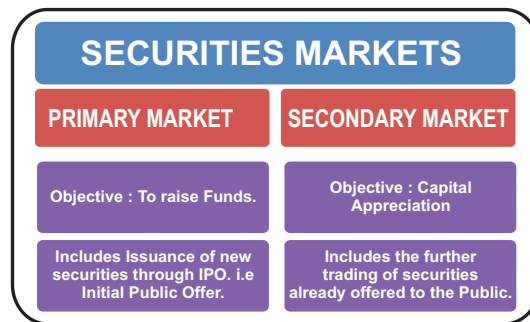 SECURITIES MARKETS
PRIMARY MARKET
SECONDARY MARKET
Objective : To raise Funds.
Objective : Capital
Appreciation
Includes Issuance of new
securities through IPO. i.e
Initial Public Offer.
Includes the further
trading of securities
already offered to the Public.